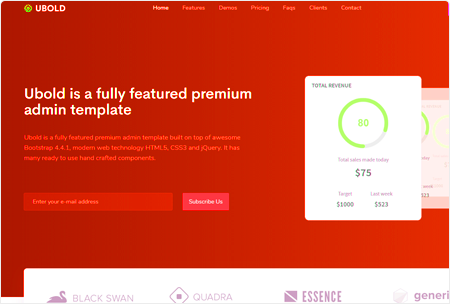 UBOLD
Home Features Demos Pricing Faqs Clients Contact
Ubold is a fully featured premium
admin template
Ubold is a fully featured premium admin template built on top of awesome
Bootstrap 4.4.1, modern web technology HTML5, CSS3 and jQuery. It has
many ready to use hand crafted components.
Enter your e-mail address
Subscribe Us
TOTAL REVENUE
80
Total sales made today
$75
Target Last week
$1000 $523
BLACK SWAN
QUADRA
ESSENCE
generi